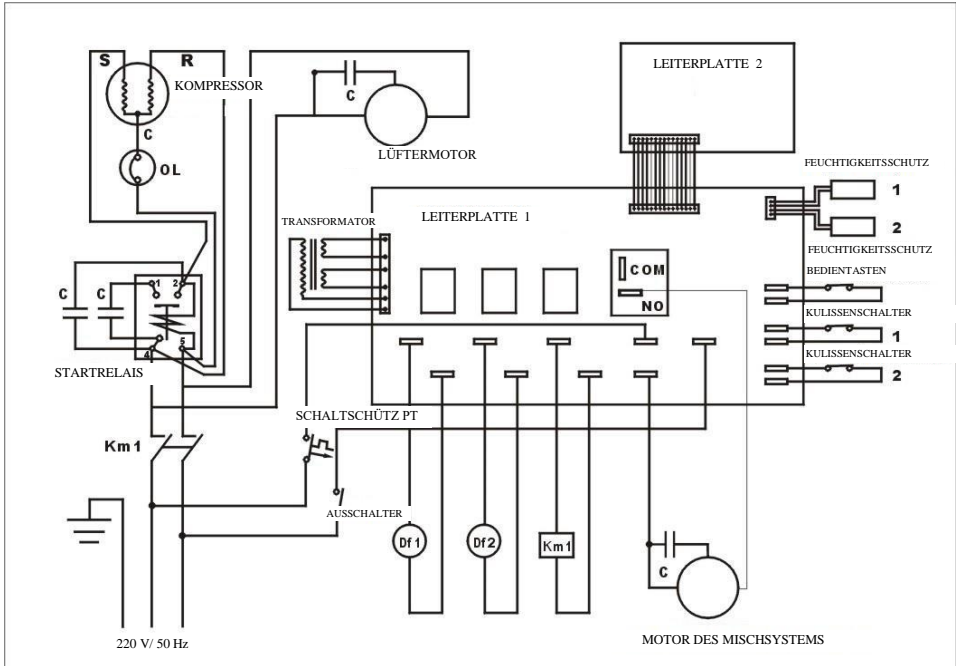 S
R
KOMPRESSOR
C
OL
C
LÜFTERMOTOR
LEITERPLATTE 2
FEUCHTIGKEITSSCHUTZ
1
2
FEUCHTIGKEITSSCHUTZ
TRANSFORMATOR
LEITERPLATTE 1
COM
NO
BEDIENTASTEN
KULISSENSCHALTER
1
KULISSENSCHALTER
2
C
C
1
2
4
5
STARTRELAIS
SCHALTSCHÜTZ PT
Km1
AUSSCHALTER
Df1
Df2
Km1
C
MOTOR DES MISCHSYSTEMS
220 V/ 50 Hz